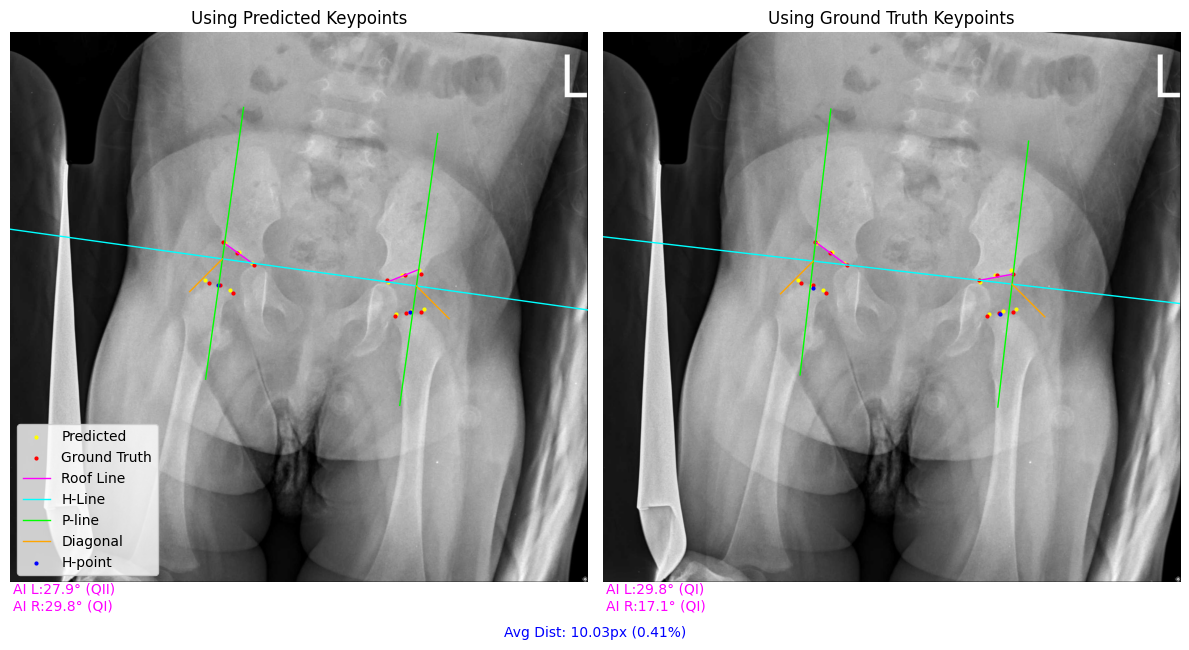 Using Predicted Keypoints
Using Ground Truth Keypoints
L
L
Predicted
Ground Truth
Roof Line
H-Line
P-line
Diagonal
H-point
AI L:27.9° (QII)
AI R:29.8° (QI)
AI L:29.8° (QI)
AI R:17.1° (QI)
Avg Dist: 10.03px (0.41%)